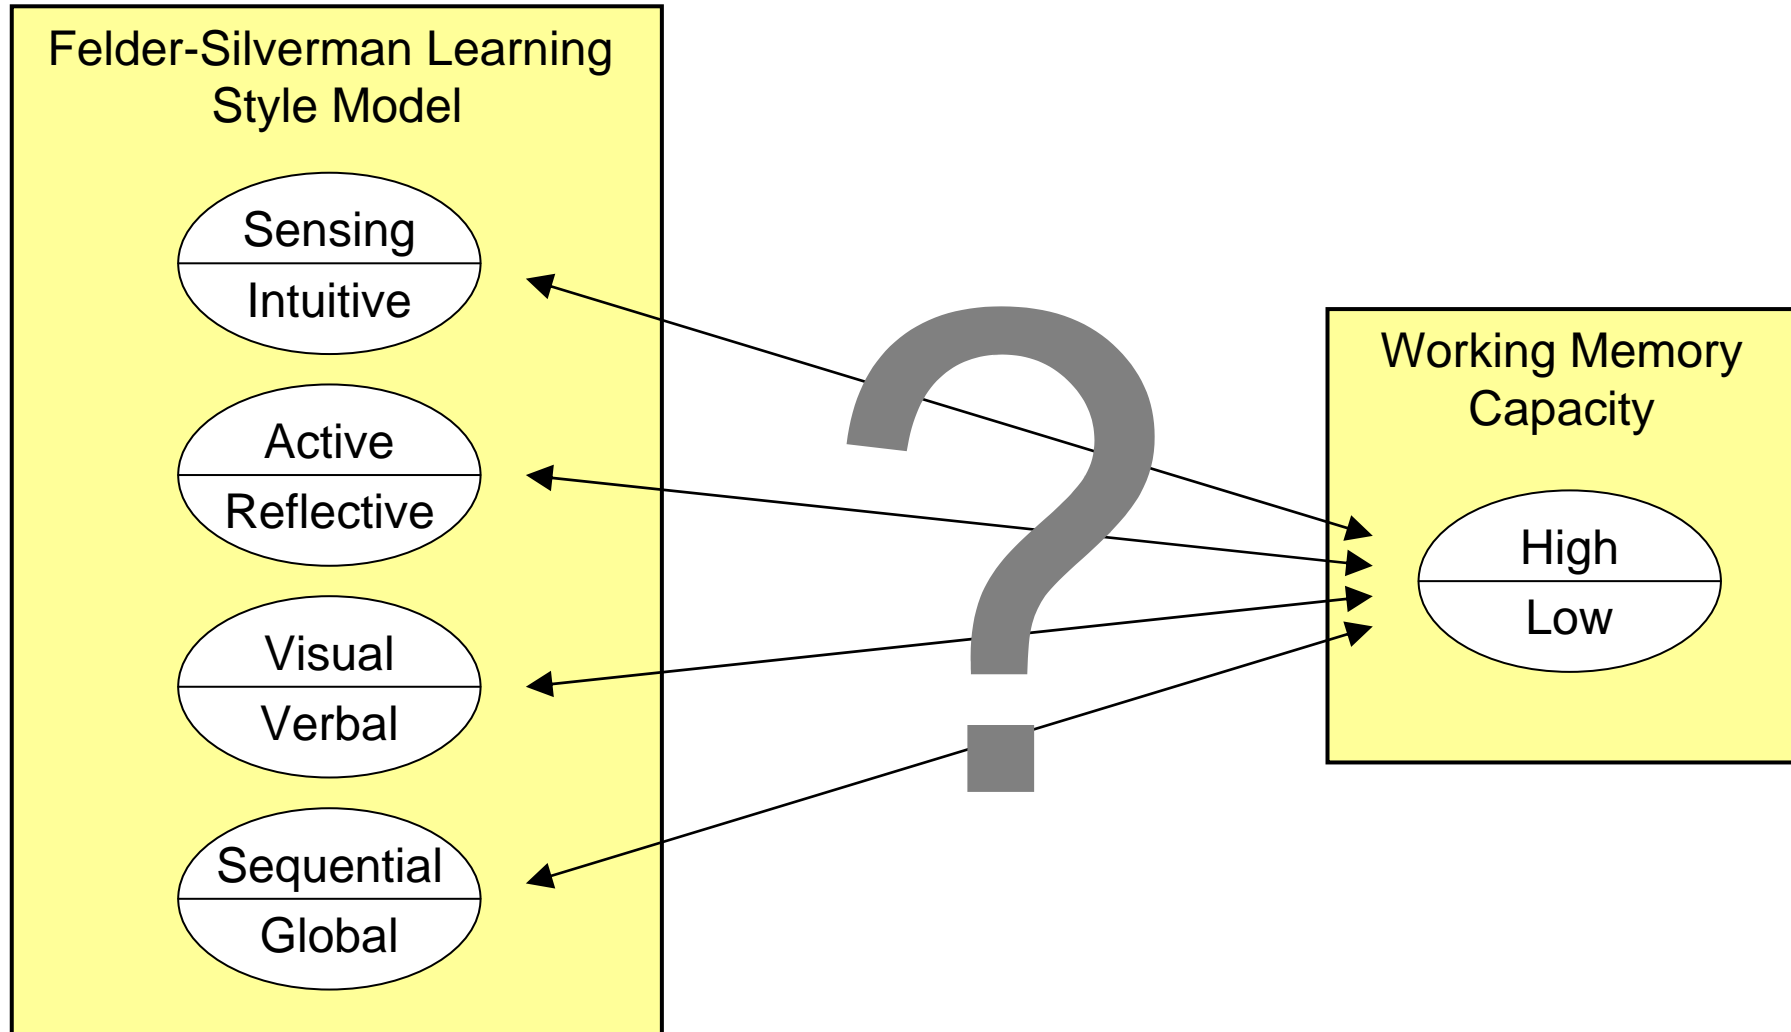 Felder-Silverman Learning
Style Model
Sensing
Intuitive
Active
Reflective
Visual
Verbal
Sequential
Global
?
Working Memory
Capacity
High
Low